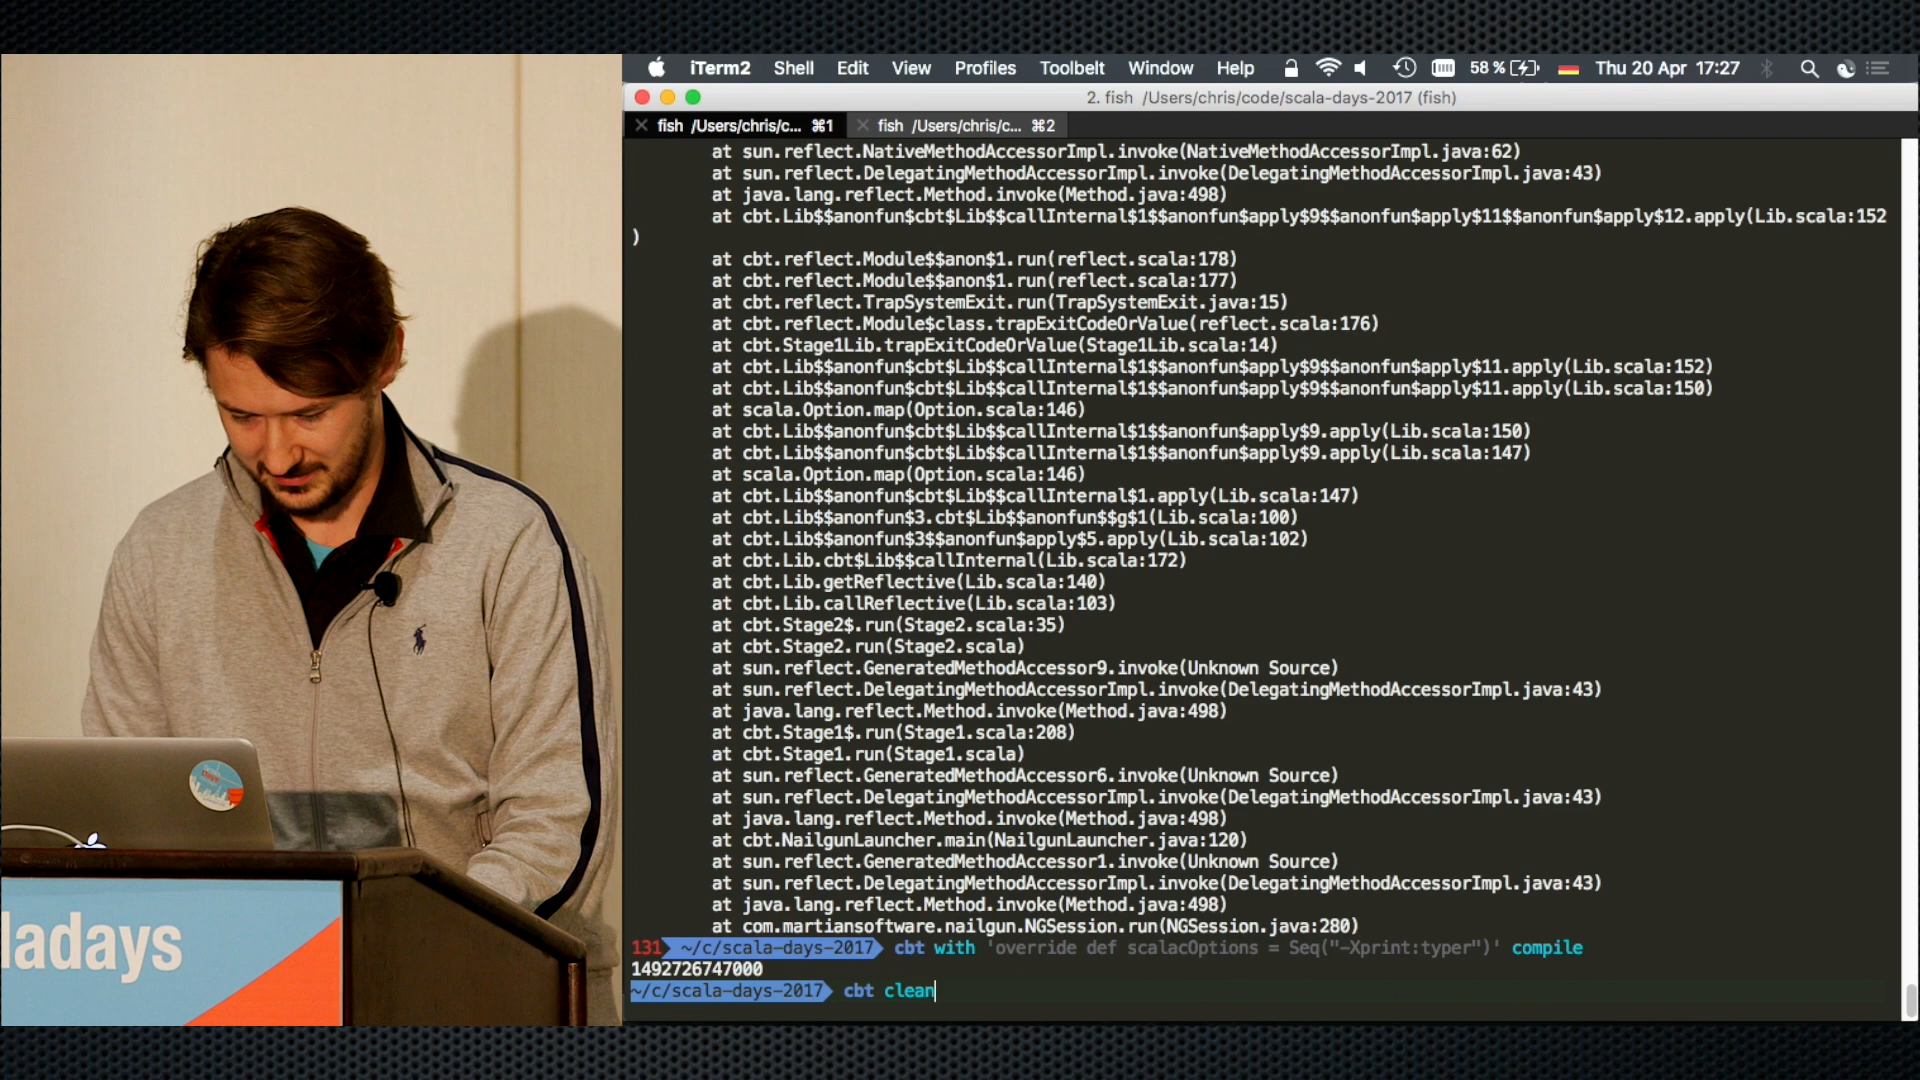 iTerm2 Shell Edit View Profiles Toolbelt Window Help 58 % Thu 20 Apr 17:27
2. fish /Users/chris/code/scala-days-2017 (fish)
fish /Users/chris/c... ⌘1 fish /Users/chris/c... ⌘2
at sun.reflect.NativeMethodAccessorImpl.invoke(NativeMethodAccessorImpl.java:62)
at sun.reflect.DelegatingMethodAccessorImpl.invoke(DelegatingMethodAccessorImpl.java:43)
at java.lang.reflect.Method.invoke(Method.java:498)
at cbt.Lib$$anonfun$cbt$Lib$$callInternal$1$$anonfun$apply$9$$anonfun$apply$11$$anonfun$apply$12.apply(Lib.scala:152
)
at cbt.reflect.Module$$anon$1.run(reflect.scala:178)
at cbt.reflect.Module$$anon$1.run(reflect.scala:177)
at cbt.reflect.TrapSystemExit.run(TrapSystemExit.java:15)
at cbt.reflect.Module$class.trapExitCodeOrValue(reflect.scala:176)
at cbt.Stage1Lib.trapExitCodeOrValue(Stage1Lib.scala:14)
at cbt.Lib$$anonfun$cbt$Lib$$callInternal$1$$anonfun$apply$9$$anonfun$apply$11.apply(Lib.scala:152)
at cbt.Lib$$anonfun$cbt$Lib$$callInternal$1$$anonfun$apply$9$$anonfun$apply$11.apply(Lib.scala:150)
at scala.Option.map(Option.scala:146)
at cbt.Lib$$anonfun$cbt$Lib$$callInternal$1$$anonfun$apply$9.apply(Lib.scala:150)
at cbt.Lib$$anonfun$cbt$Lib$$callInternal$1$$anonfun$apply$9.apply(Lib.scala:147)
at scala.Option.map(Option.scala:146)
at cbt.Lib$$anonfun$cbt$Lib$$callInternal$1.apply(Lib.scala:147)
at cbt.Lib$$anonfun$3.cbt$Lib$$anonfun$$g$1(Lib.scala:100)
at cbt.Lib$$anonfun$3$$anonfun$apply$5.apply(Lib.scala:102)
at cbt.Lib.cbt$Lib$$callInternal(Lib.scala:172)
at cbt.Lib.getReflective(Lib.scala:140)
at cbt.Lib.callReflective(Lib.scala:103)
at cbt.Stage2$.run(Stage2.scala:35)
at cbt.Stage2.run(Stage2.scala)
at sun.reflect.GeneratedMethodAccessor9.invoke(Unknown Source)
at sun.reflect.DelegatingMethodAccessorImpl.invoke(DelegatingMethodAccessorImpl.java:43)
at java.lang.reflect.Method.invoke(Method.java:498)
at cbt.Stage1$.run(Stage1.scala:208)
at cbt.Stage1.run(Stage1.scala)
at sun.reflect.GeneratedMethodAccessor6.invoke(Unknown Source)
at sun.reflect.DelegatingMethodAccessorImpl.invoke(DelegatingMethodAccessorImpl.java:43)
at java.lang.reflect.Method.invoke(Method.java:498)
at cbt.NailgunLauncher.main(NailgunLauncher.java:120)
at sun.reflect.GeneratedMethodAccessor1.invoke(Unknown Source)
at sun.reflect.DelegatingMethodAccessorImpl.invoke(DelegatingMethodAccessorImpl.java:43)
at java.lang.reflect.Method.invoke(Method.java:498)
at com.martiansoftware.nailgun.NGSession.run(NGSession.java:280)
131 ~/c/scala-days-2017 cbt with 'override def scalacOptions = Seq("-Xprint:typer")' compile
1492726747000
~/c/scala-days-2017 cbt clean
ladays